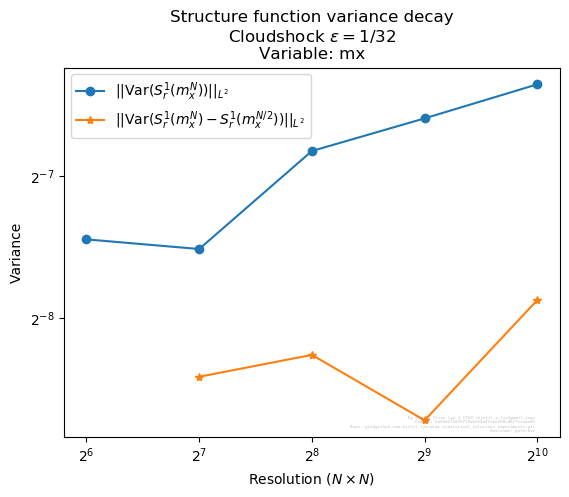 Structure function variance decay
Cloudshock ε = 1/32
Variable: mx
||Var(S_r^1(m_x^N))||_{L^2}
||Var(S_r^1(m_x^N) − S_r^1(m_x^{N/2}))||_{L^2}
Variance
2^{-7}
2^{-8}
2^6 2^7 2^8 2^9 2^{10}
Resolution (N × N)